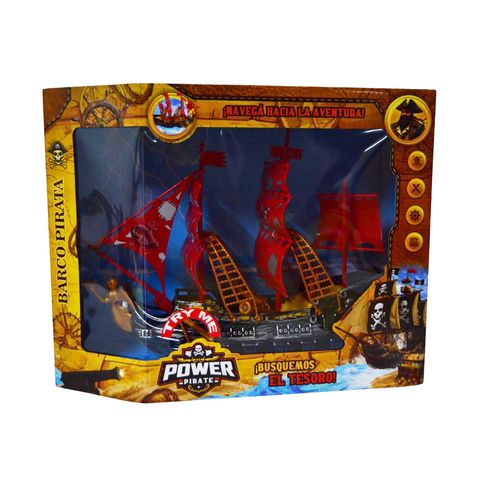 ¡NAVEGÁ HACIA LA AVENTURA!
BARCO PIRATA
TRY ME
POWER
PIRATE
¡BUSQUEMOS
EL TESORO!